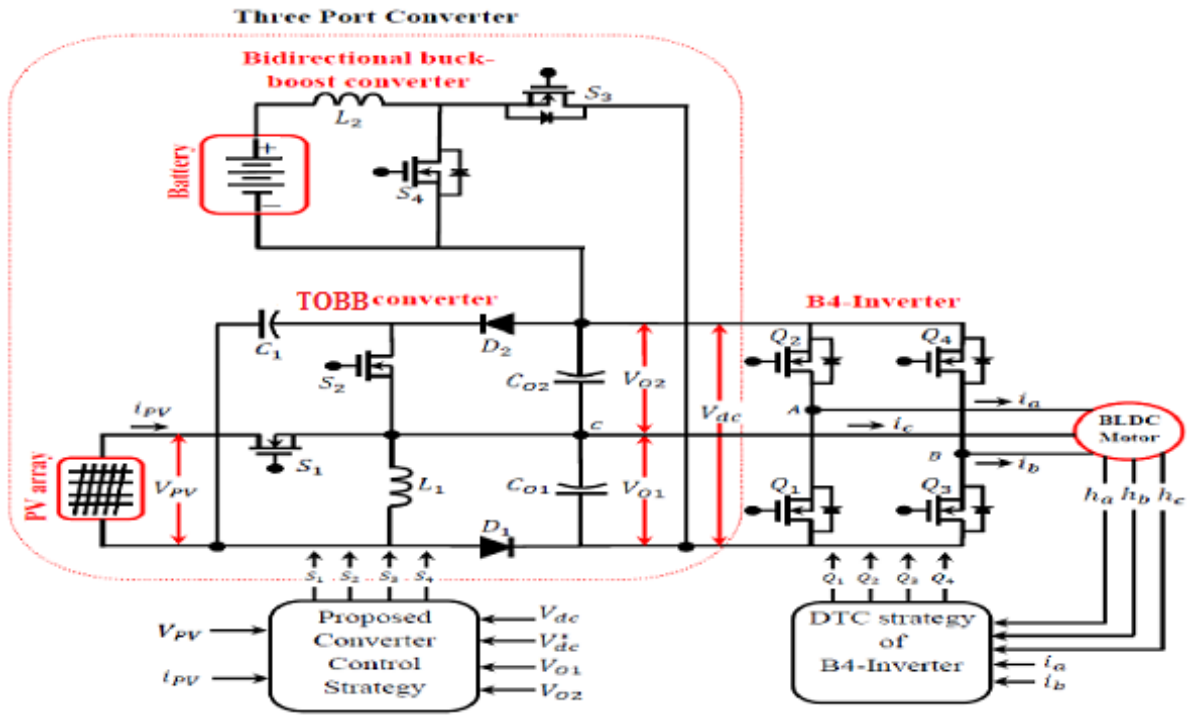 Three Port Converter
Bidirectional buck-
boost converter
S3
L2
Battery
+
−
S4
TOBB converter
B4-Inverter
C1
D2
S2
CO2
VO2
Vdc
Q2
Q4
A
ia
iPV
c
ic
BLDC
Motor
S1
PV array
VPV
L1
CO1
VO1
B
ib
Q1
Q3
ha
hb
hc
D1
S1
S2
S3
S4
Q1
Q2
Q3
Q4
Proposed
Converter
Control
Strategy
VPV
iPV
Vdc
V*dc
VO1
VO2
DTC strategy
of
B4-Inverter
ia
ib